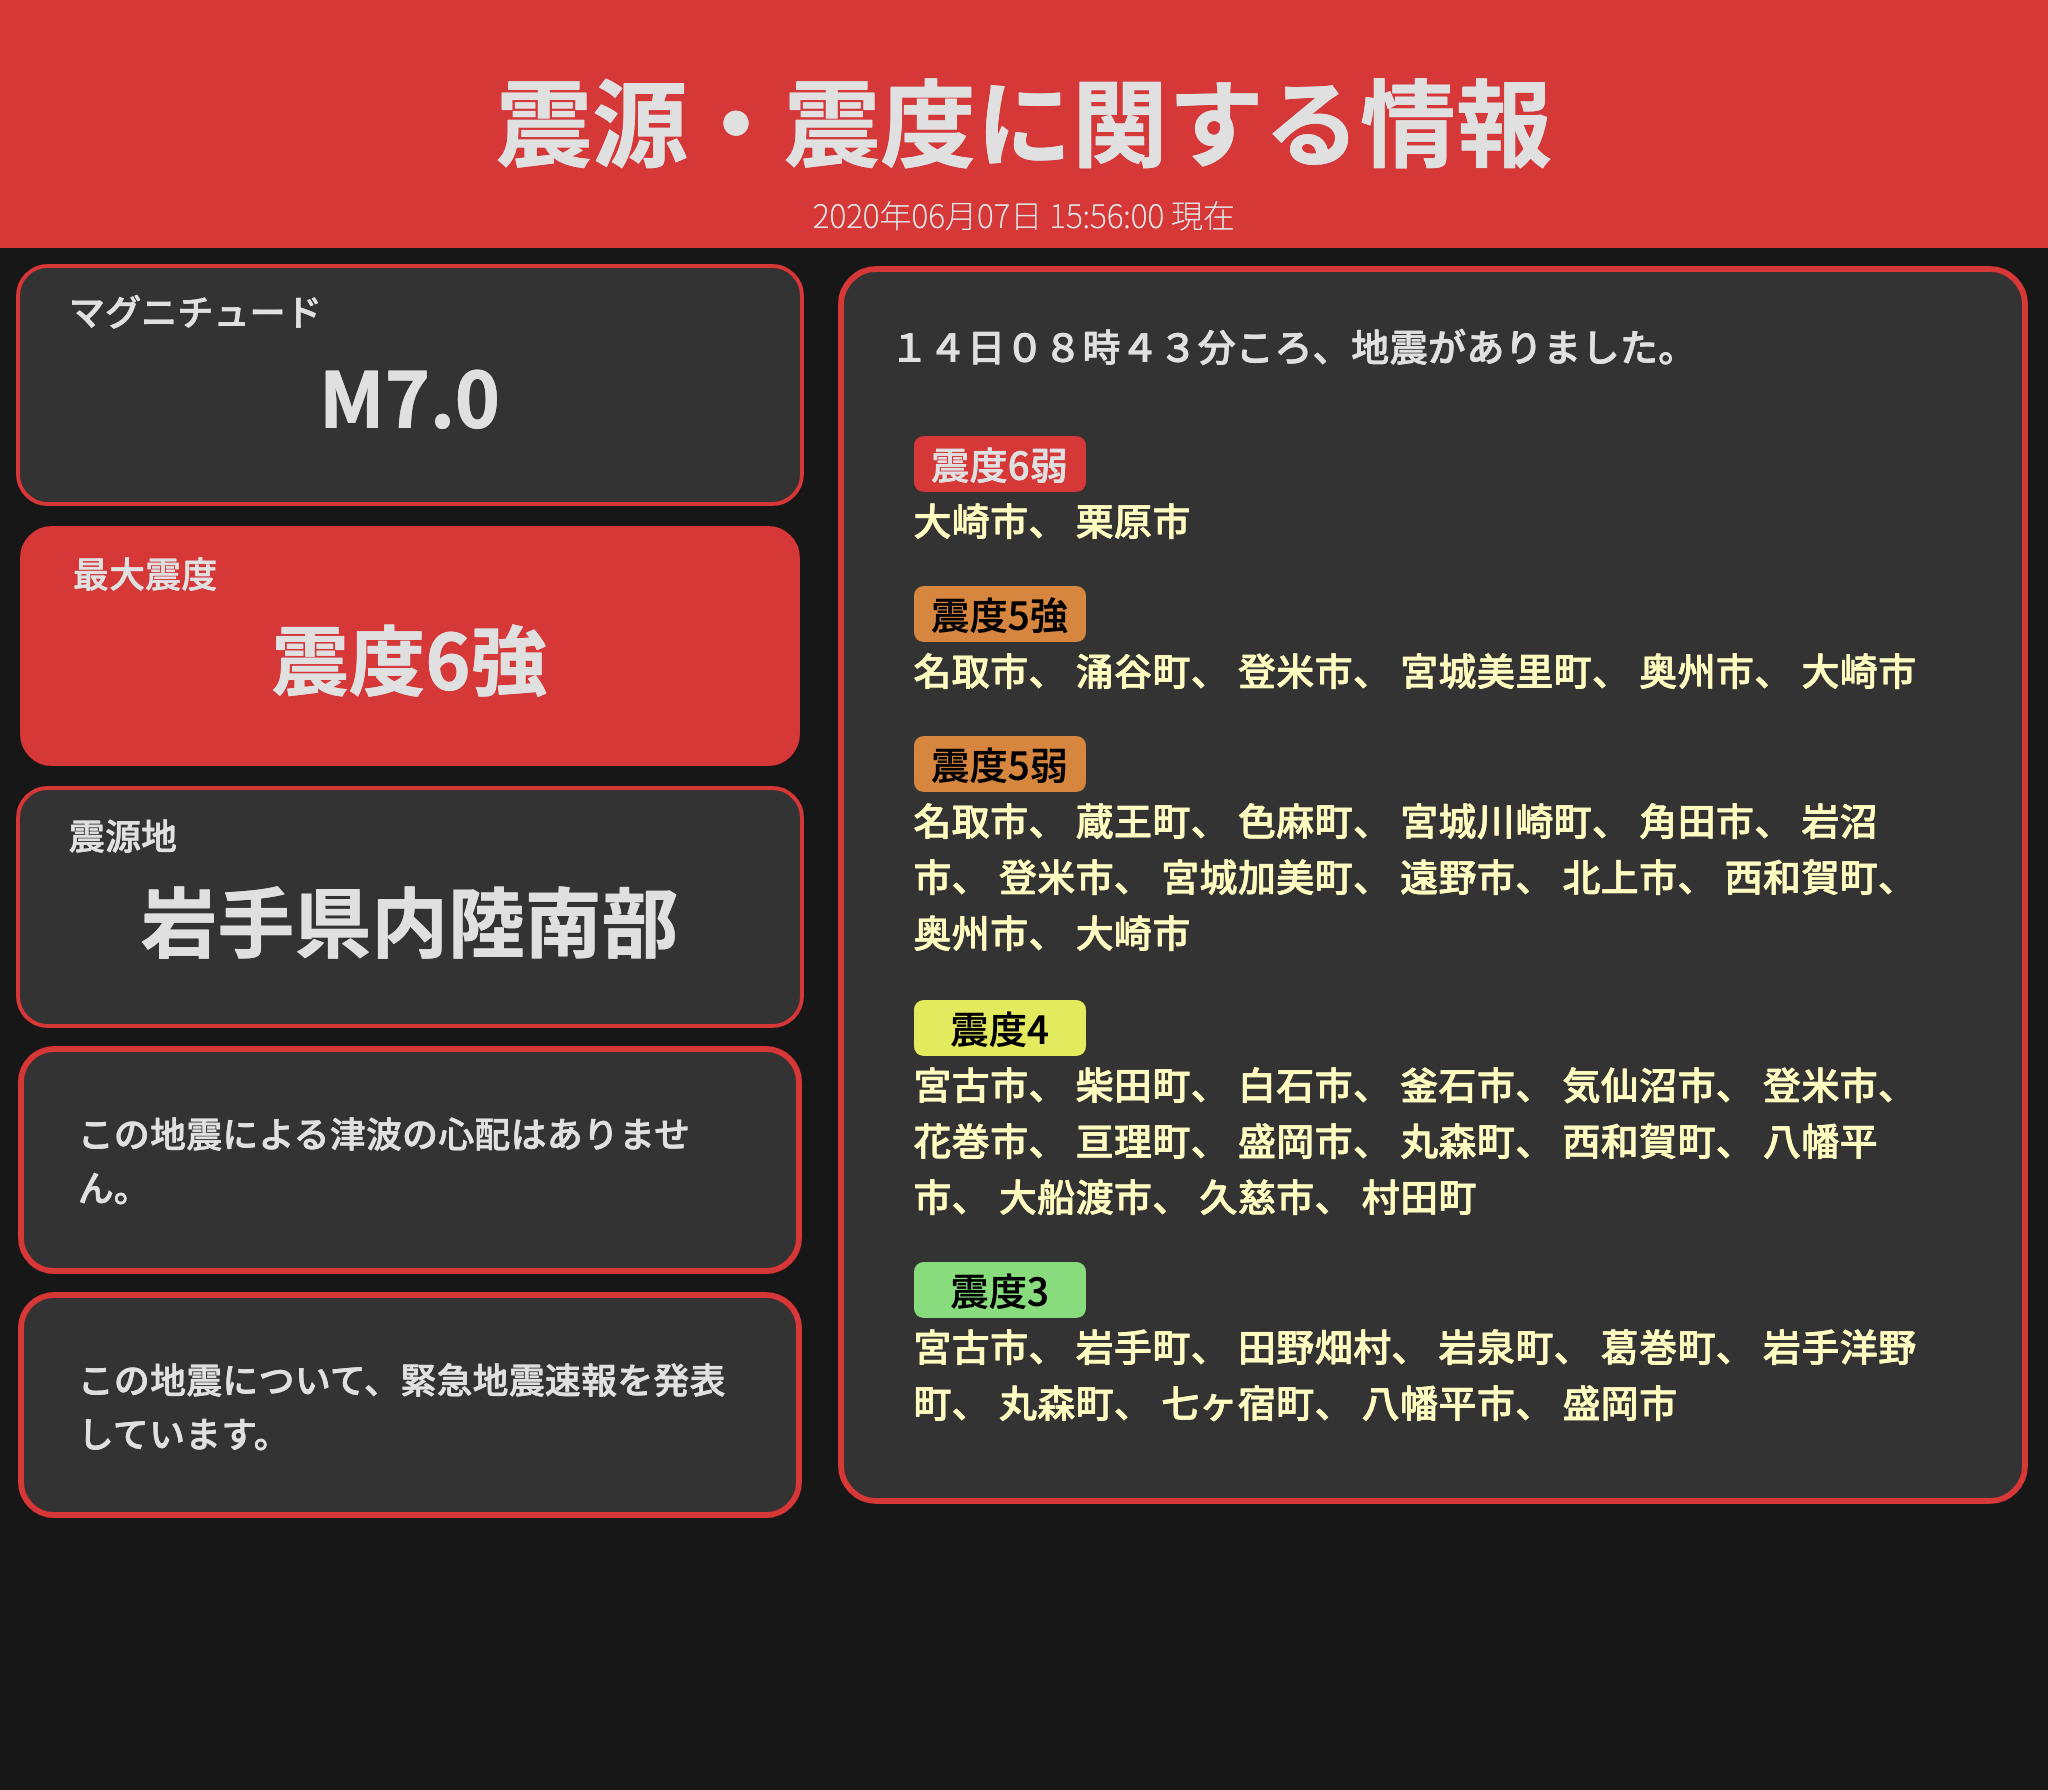 震源・震度に関する情報
2020年06月07日 15:56:00 現在
マグニチュード
M7.0
最大震度
震度6強
震源地
岩手県内陸南部
この地震による津波の心配はありませ
ん。
この地震について、緊急地震速報を発表
しています。
１４日０８時４３分ころ、地震がありました。
震度6弱
大崎市、 栗原市
震度5強
名取市、 涌谷町、 登米市、 宮城美里町、 奥州市、 大崎市
震度5弱
名取市、 蔵王町、 色麻町、 宮城川崎町、 角田市、 岩沼
市、 登米市、 宮城加美町、 遠野市、 北上市、 西和賀町、
奥州市、 大崎市
震度4
宮古市、 柴田町、 白石市、 釜石市、 気仙沼市、 登米市、
花巻市、 亘理町、 盛岡市、 丸森町、 西和賀町、 八幡平
市、 大船渡市、 久慈市、 村田町
震度3
宮古市、 岩手町、 田野畑村、 岩泉町、 葛巻町、 岩手洋野
町、 丸森町、 七ヶ宿町、 八幡平市、 盛岡市